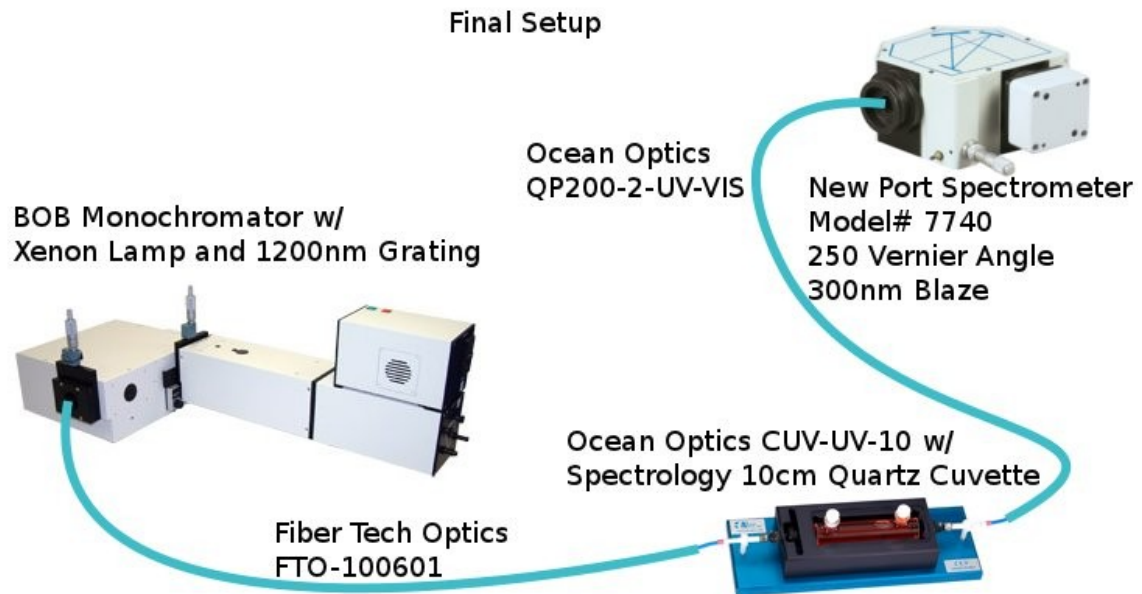 Final Setup
Ocean Optics
QP200-2-UV-VIS
New Port Spectrometer
Model# 7740
250 Vernier Angle
300nm Blaze
BOB Monochromator w/
Xenon Lamp and 1200nm Grating
Ocean Optics CUV-UV-10 w/
Spectrology 10cm Quartz Cuvette
Fiber Tech Optics
FTO-100601